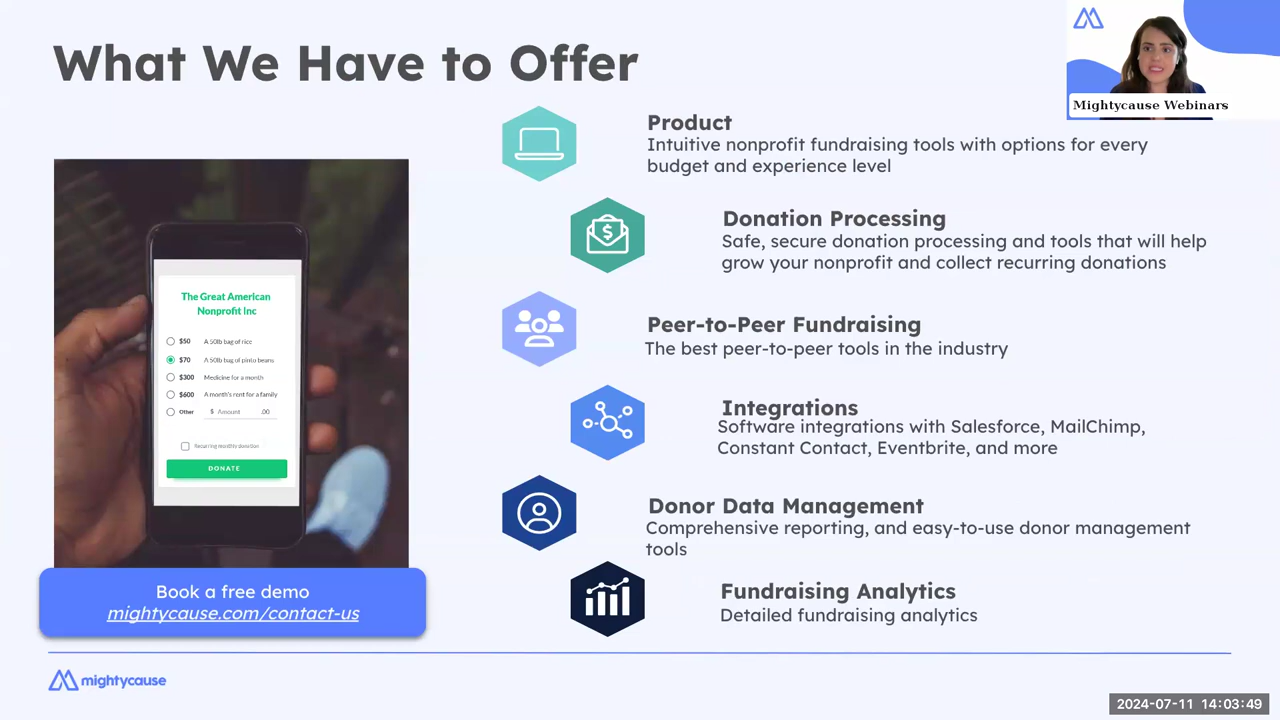 What We Have to Offer
Mightycause Webinars
Product
Intuitive nonprofit fundraising tools with options for every
budget and experience level
Donation Processing
Safe, secure donation processing and tools that will help
grow your nonprofit and collect recurring donations
Peer-to-Peer Fundraising
The best peer-to-peer tools in the industry
Integrations
Software integrations with Salesforce, MailChimp,
Constant Contact, Eventbrite, and more
Donor Data Management
Comprehensive reporting, and easy-to-use donor management
tools
Fundraising Analytics
Detailed fundraising analytics
The Great American
Nonprofit Inc
$50 A 50lb bag of rice
$70 A 50lb bag of pinto beans
$300 Medicine for a month
$600 A month's rent for a family
Other $ Amount .00
Recurring monthly donation
DONATE
$
Book a free demo
mightycause.com/contact-us
mightycause
2024-07-11 14:03:49